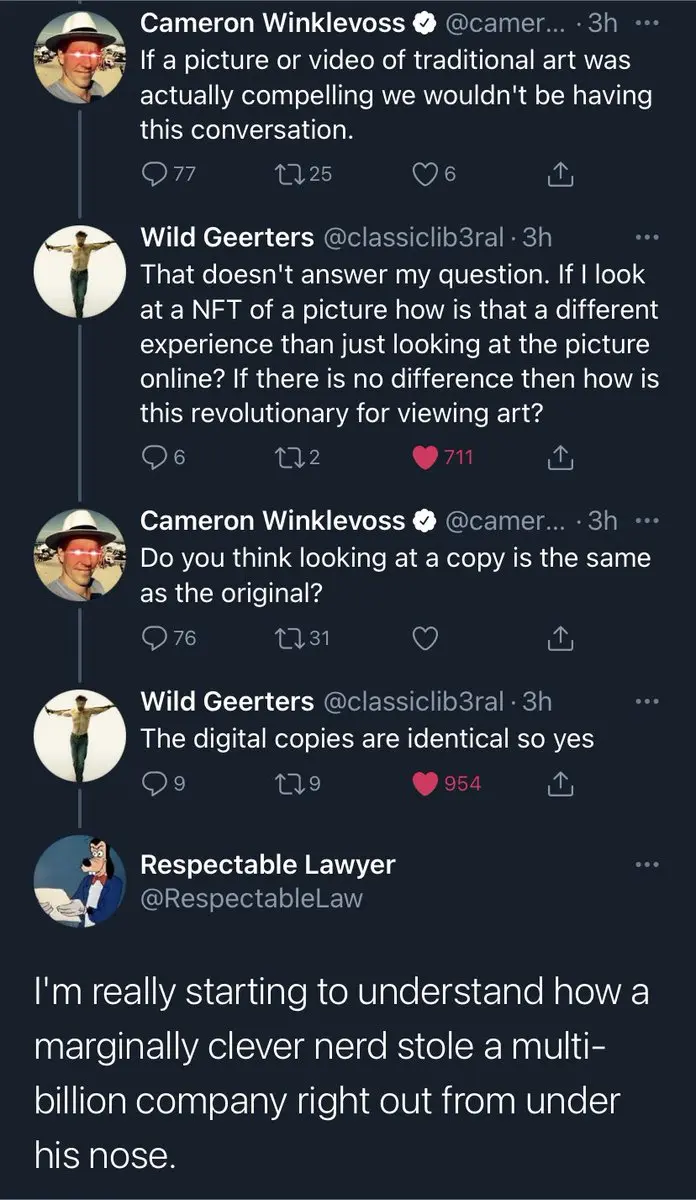 Cameron Winklevoss @camer... · 3h ...
If a picture or video of traditional art was
actually compelling we wouldn't be having
this conversation.
77 25 6
Wild Geerters @classiclib3ral · 3h ...
That doesn't answer my question. If I look
at a NFT of a picture how is that a different
experience than just looking at the picture
online? If there is no difference then how is
this revolutionary for viewing art?
6 2 711
Cameron Winklevoss @camer... · 3h ...
Do you think looking at a copy is the same
as the original?
76 31
Wild Geerters @classiclib3ral · 3h ...
The digital copies are identical so yes
9 9 954
Respectable Lawyer ...
@RespectableLaw
I'm really starting to understand how a
marginally clever nerd stole a multi-
billion company right out from under
his nose.